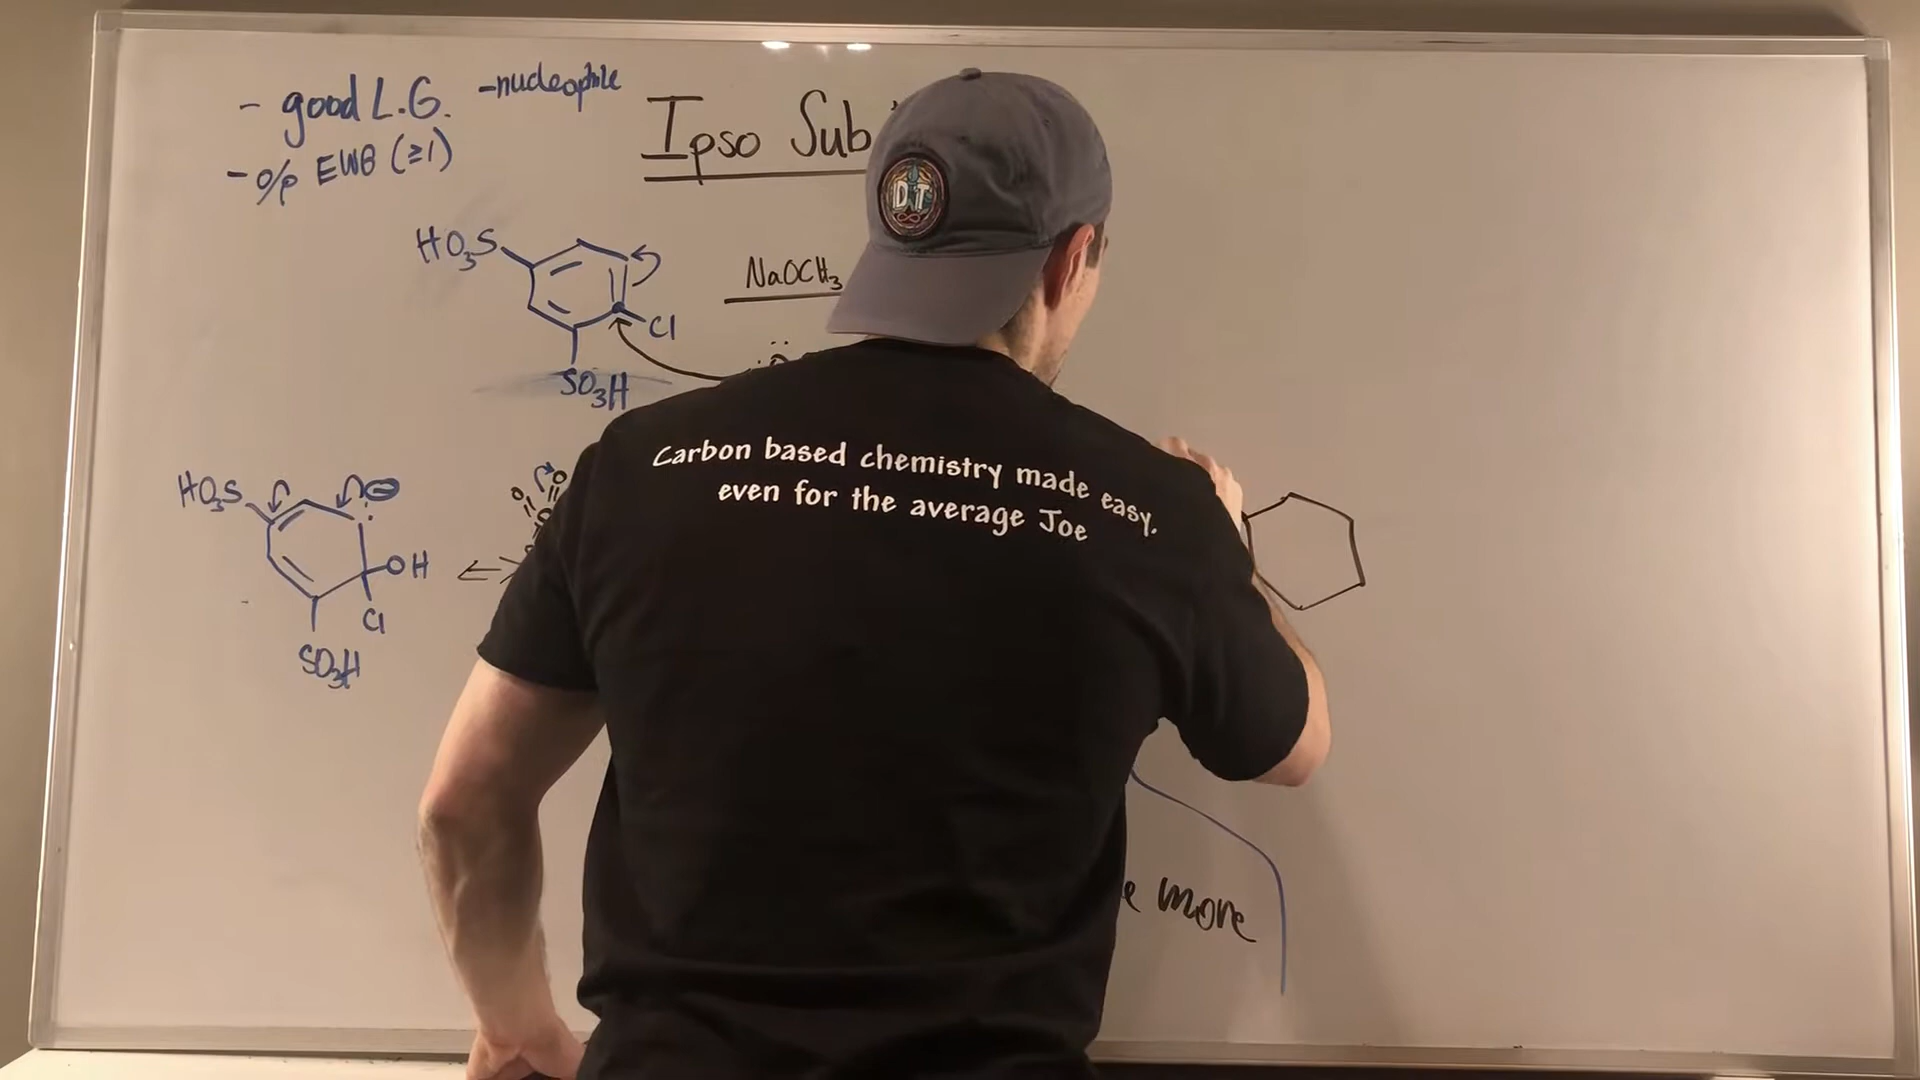 - good L.G.
- nucleophile
- o/p EWG (≥1)
Ipso Sub
HO₃S
Cl
SO₃H
NaOCH₃
DT
Carbon based chemistry made easy.
even for the average Joe
HO₃S
OH
Cl
SO₃H
more